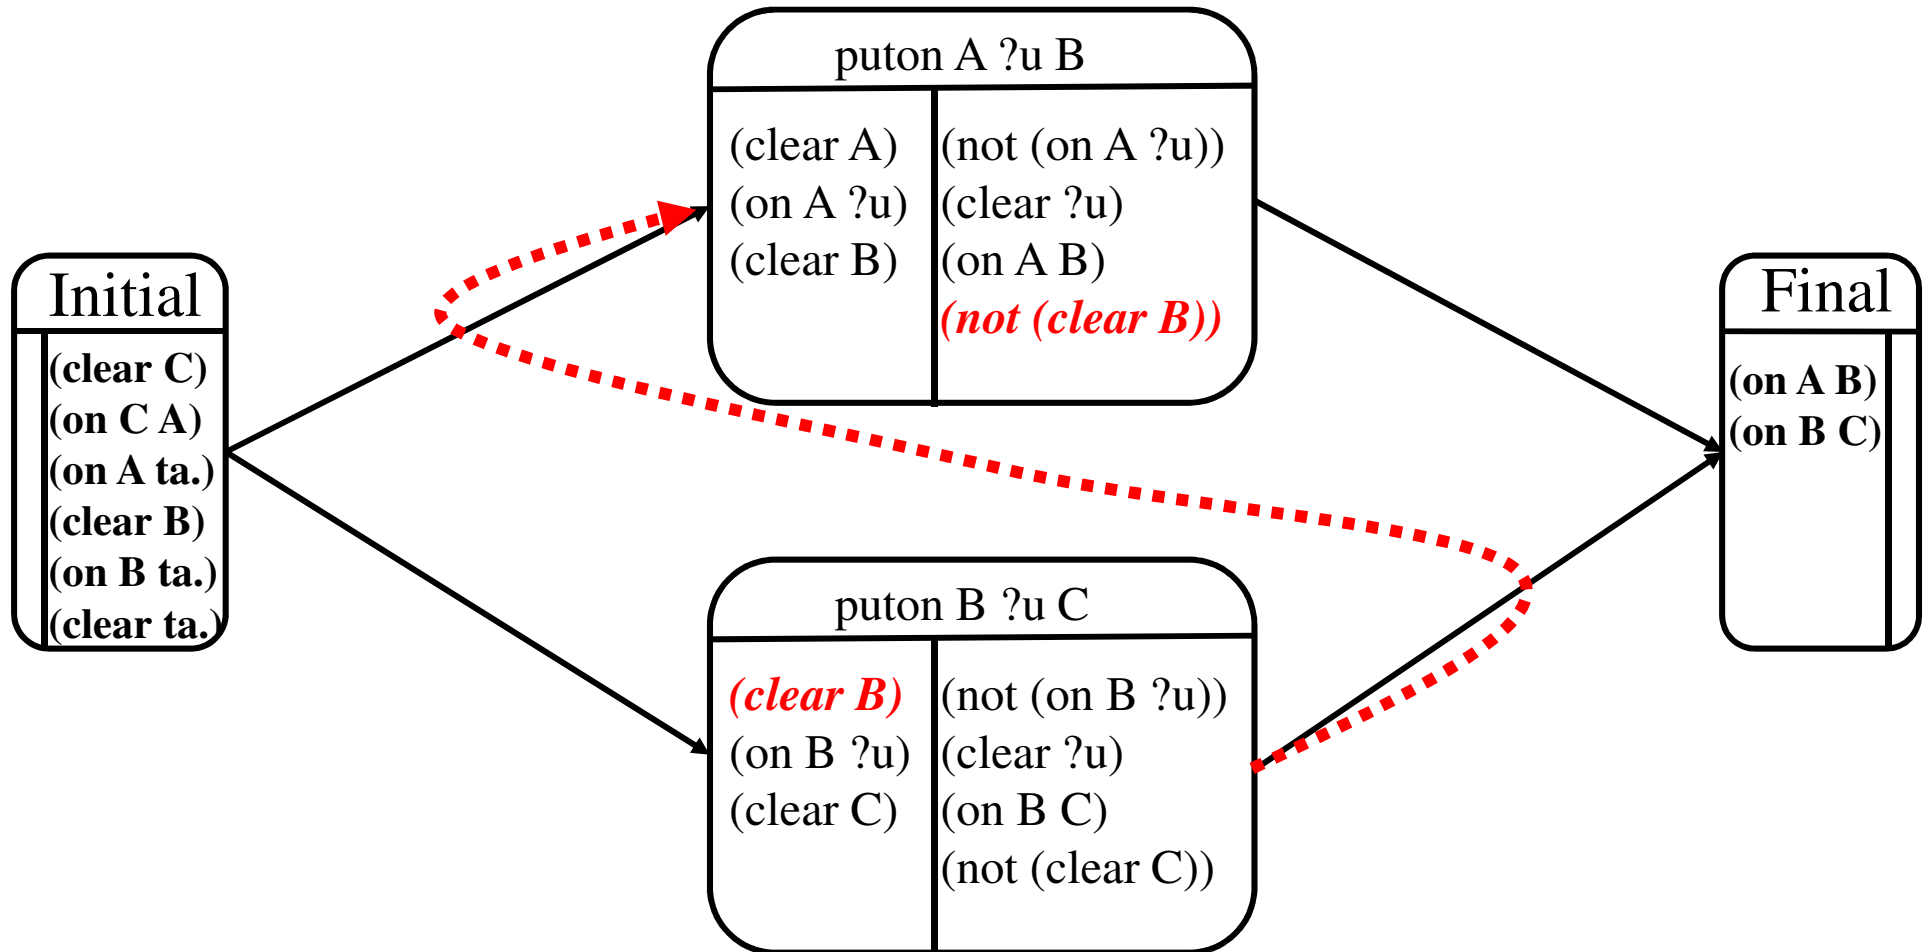 Initial
(clear C)
(on C A)
(on A ta.)
(clear B)
(on B ta.)
(clear ta.)
puton A ?u B
(clear A)
(on A ?u)
(clear B)
(not (on A ?u))
(clear ?u)
(on A B)
(not (clear B))
puton B ?u C
(clear B)
(on B ?u)
(clear C)
(not (on B ?u))
(clear ?u)
(on B C)
(not (clear C))
Final
(on A B)
(on B C)